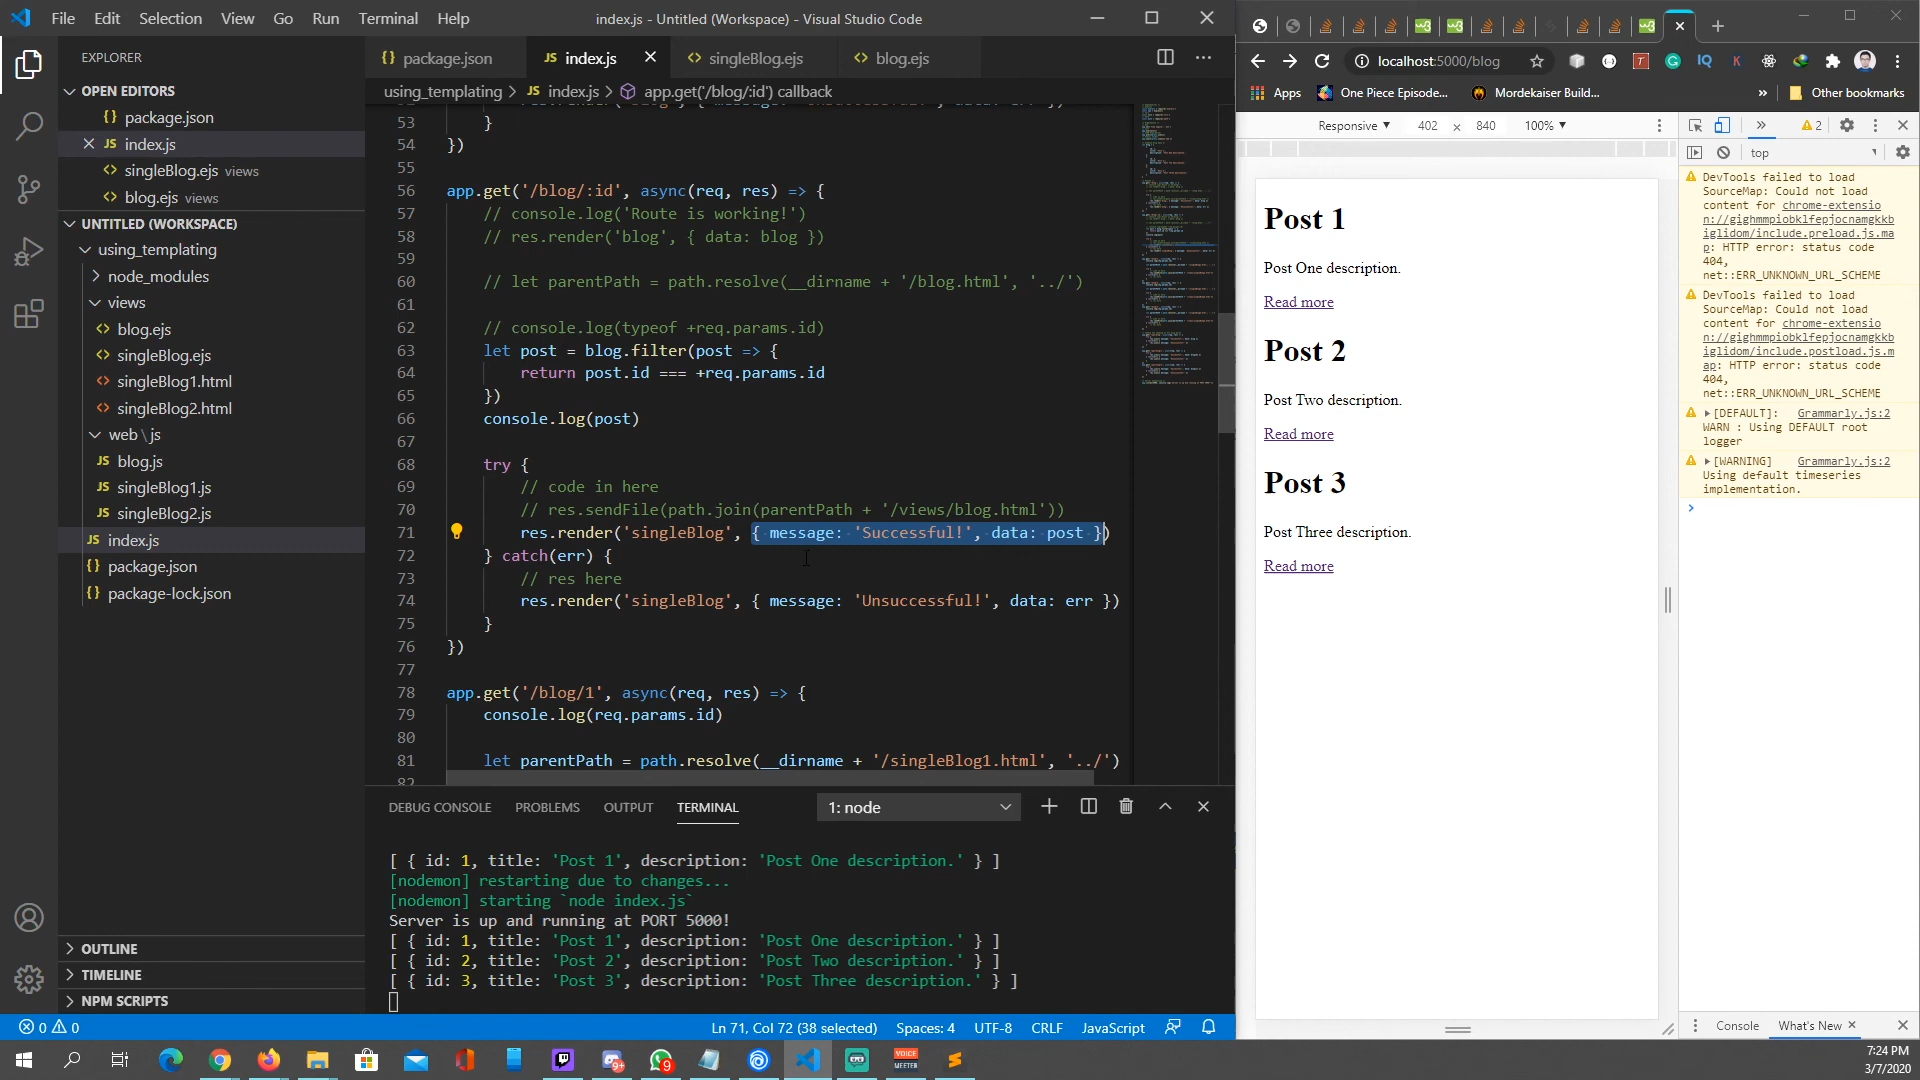 File Edit Selection View Go Run Terminal Help
index.js - Untitled (Workspace) - Visual Studio Code
EXPLORER
OPEN EDITORS
package.json
index.js
singleBlog.ejs views
blog.ejs views
UNTITLED (WORKSPACE)
using_templating
node_modules
views
blog.ejs
singleBlog.ejs
singleBlog1.html
singleBlog2.html
web\js
blog.js
singleBlog1.js
singleBlog2.js
index.js
package.json
package-lock.json
OUTLINE
TIMELINE
NPM SCRIPTS
package.json
index.js
singleBlog.ejs
blog.ejs
using_templating > JS index.js > app.get('/blog/:id') callback
53 }
54 })
55
56 app.get('/blog/:id', async(req, res) => {
57 // console.log('Route is working!')
58 // res.render('blog', { data: blog })
59
60 // let parentPath = path.resolve(__dirname + '/blog.html', '../')
61
62 // console.log(typeof +req.params.id)
63 let post = blog.filter(post => {
64 return post.id === +req.params.id
65 })
66 console.log(post)
67
68 try {
69 // code in here
70 // res.sendFile(path.join(parentPath + '/views/blog.html'))
71 res.render('singleBlog', { message: 'Successful!', data: post })
72 } catch(err) {
73 // res here
74 res.render('singleBlog', { message: 'Unsuccessful!', data: err })
75 }
76 })
77
78 app.get('/blog/1', async(req, res) => {
79 console.log(req.params.id)
80
81 let parentPath = path.resolve(__dirname + '/singleBlog1.html', '../')
82
DEBUG CONSOLE PROBLEMS OUTPUT TERMINAL
1: node
[ { id: 1, title: 'Post 1', description: 'Post One description.' } ]
[nodemon] restarting due to changes...
[nodemon] starting `node index.js`
Server is up and running at PORT 5000!
[ { id: 1, title: 'Post 1', description: 'Post One description.' } ]
[ { id: 2, title: 'Post 2', description: 'Post Two description.' } ]
[ { id: 3, title: 'Post 3', description: 'Post Three description.' } ]
0 0
Ln 71, Col 72 (38 selected) Spaces: 4 UTF-8 CRLF JavaScript
localhost:5000/blog
Apps One Piece Episode... Mordekaiser Build... » Other bookmarks
Responsive 402 x 840 100%
Post 1
Post One description.
Read more
Post 2
Post Two description.
Read more
Post 3
Post Three description.
Read more
2
top
DevTools failed to load
SourceMap: Could not load
content for chrome-extensio
n://gighmmpiobklfepjocnamgkkb
iglidom/include.preload.js.ma
p: HTTP error: status code
404,
net::ERR_UNKNOWN_URL_SCHEME
DevTools failed to load
SourceMap: Could not load
content for chrome-extensio
n://gighmmpiobklfepjocnamgkkb
iglidom/include.postload.js.m
ap: HTTP error: status code
404,
net::ERR_UNKNOWN_URL_SCHEME
[DEFAULT]: Grammarly.js:2
WARN : Using DEFAULT root
logger
[WARNING] Grammarly.js:2
Using default timeseries
implementation.
Console What's New
7:24 PM
3/7/2020